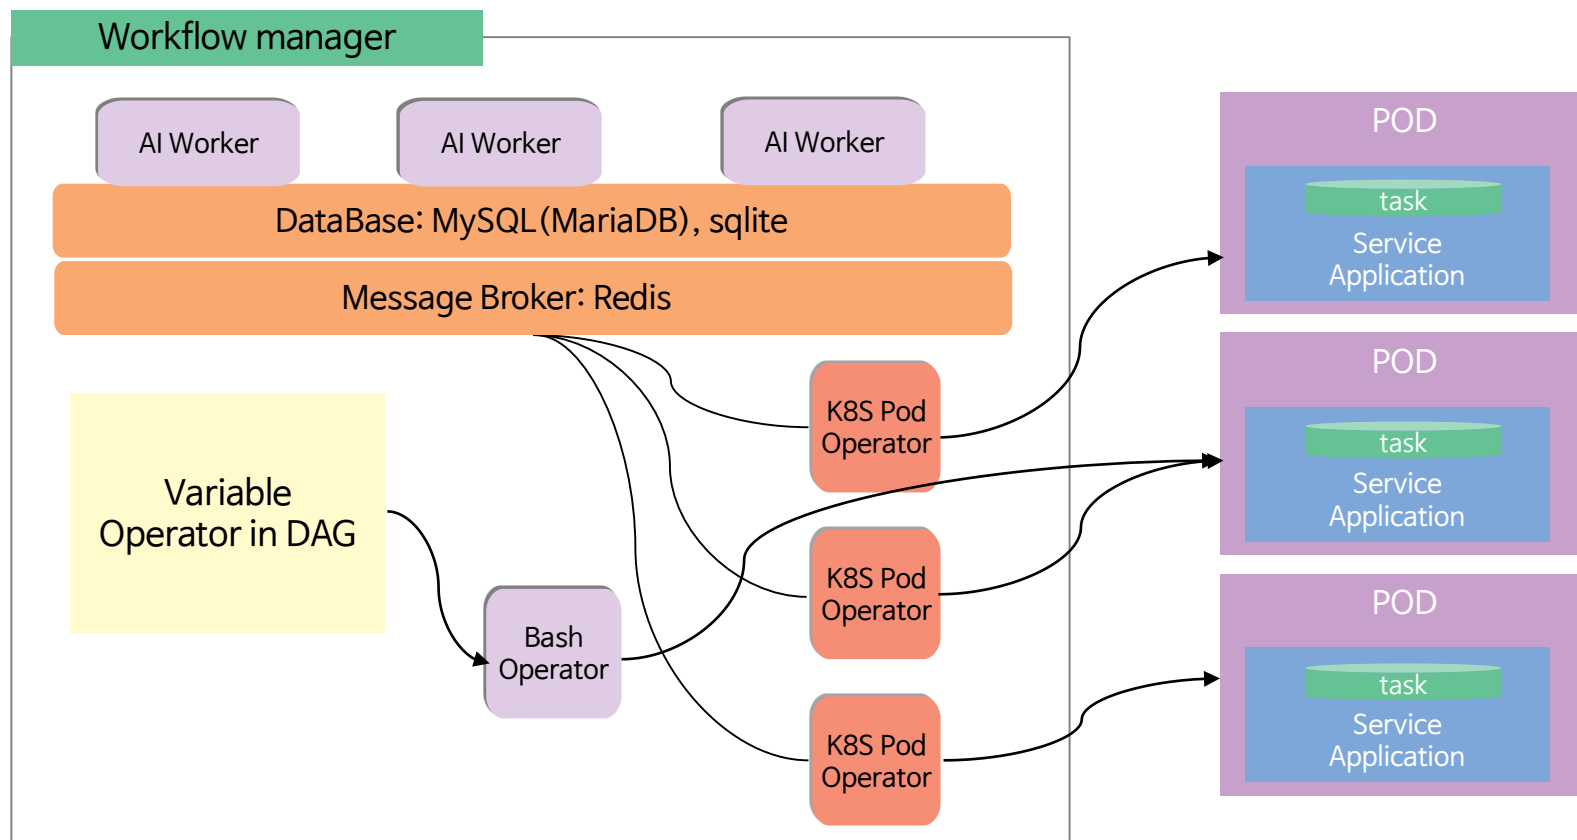 Workflow manager
AI Worker
AI Worker
AI Worker
DataBase: MySQL(MariaDB), sqlite
Message Broker: Redis
Variable
Operator in DAG
Bash
Operator
K8S Pod
Operator
K8S Pod
Operator
K8S Pod
Operator
POD
task
Service
Application
POD
task
Service
Application
POD
task
Service
Application